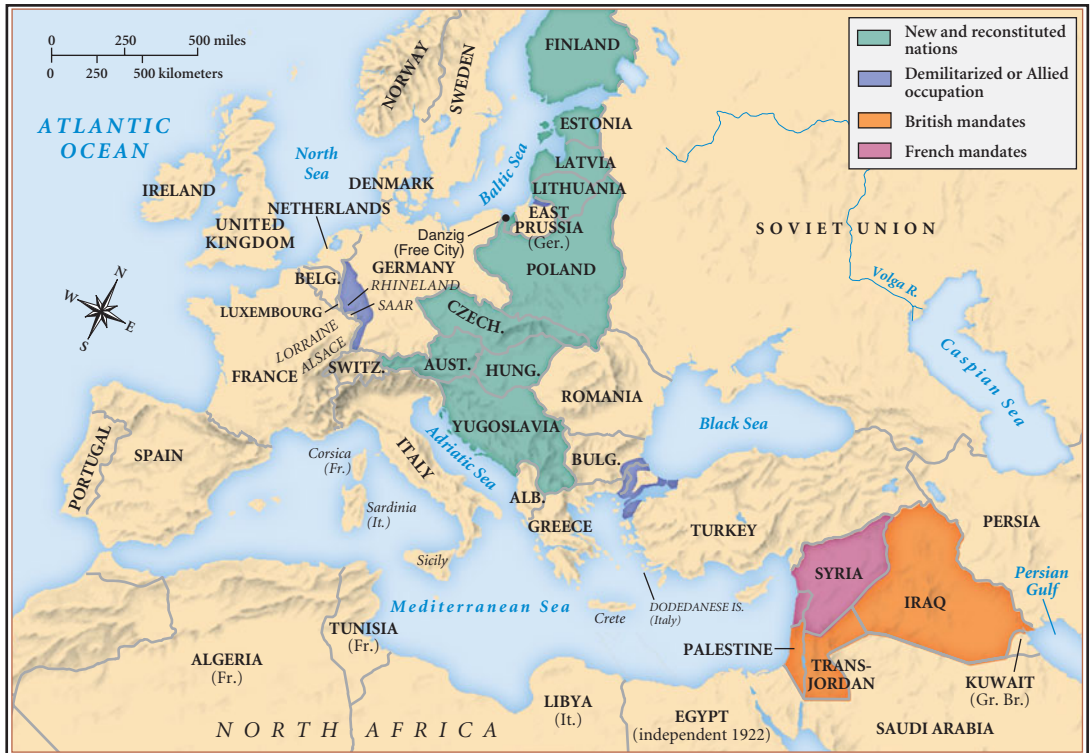 0 250 500 miles
0 250 500 kilometers
New and reconstituted
nations
Demilitarized or Allied
occupation
British mandates
French mandates
FINLAND
NORWAY
SWEDEN
ATLANTIC
OCEAN
North
Sea
Baltic Sea
ESTONIA
LATVIA
LITHUANIA
IRELAND
DENMARK
NETHERLANDS
UNITED
KINGDOM
EAST
PRUSSIA
(Ger.)
Danzig
(Free City)
SOVIET UNION
Volga R.
BELG.
GERMANY
RHINELAND
POLAND
N
W
E
S
LUXEMBOURG
SAAR
CZECH.
LORRAINE
ALSACE
FRANCE
SWITZ.
AUST.
HUNG.
ROMANIA
Caspian Sea
PORTUGAL
SPAIN
Corsica
(Fr.)
ITALY
Adriatic Sea
YUGOSLAVIA
Black Sea
BULG.
Sardinia
(It.)
ALB.
GREECE
TURKEY
PERSIA
Sicily
SYRIA
Persian
Gulf
IRAQ
Mediterranean Sea
Crete
DODEDANESE IS.
(Italy)
TUNISIA
(Fr.)
ALGERIA
(Fr.)
PALESTINE
TRANS-
JORDAN
KUWAIT
(Gr. Br.)
LIBYA
(It.)
NORTH AFRICA
EGYPT
(independent 1922)
SAUDI ARABIA